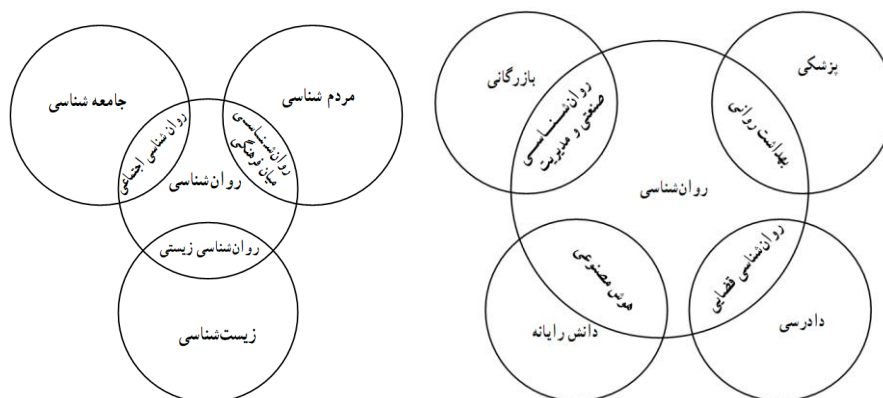 جامعه شناسی
مردم شناسی
روان شناسی اجتماعی
روان‌شناسی
میان فرهنگی
روان‌شناسی
روان‌شناسی زیستی
زیست‌شناسی
بازرگانی
پزشکی
روان‌شناسی
صنعتی و مدیریت
بهداشت روانی
روان‌شناسی
هوش مصنوعی
روان‌شناسی قضایی
دانش رایانه
دادرسی